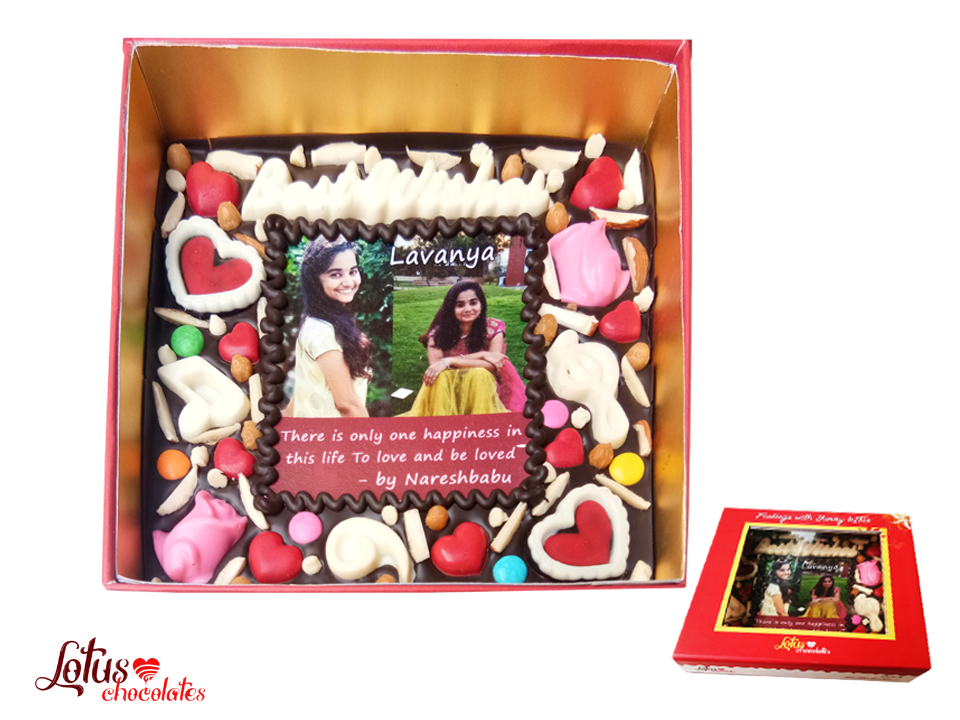 Lavanya
There is only one happiness in
this life To love and be loved
- by Nareshbabu
Lotus
chocolates
Lavanya
There is only one happiness in
Lotus
chocolates